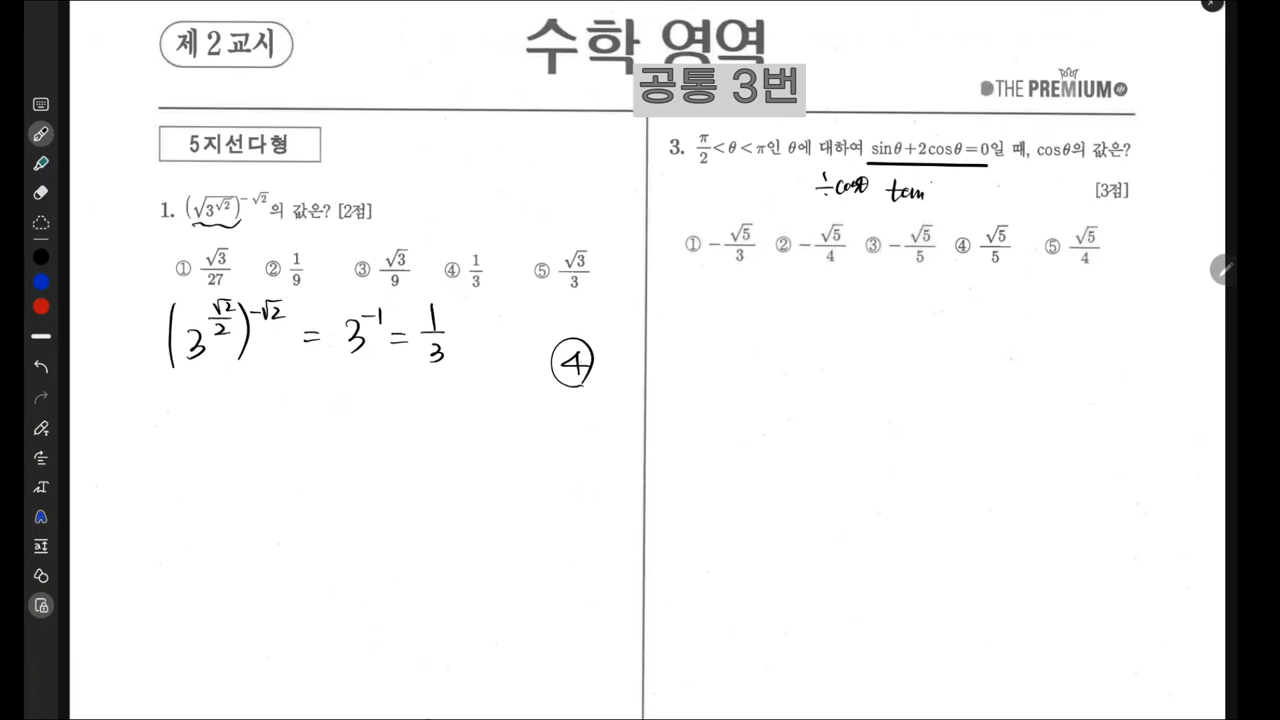 제 2 교시
수학 영역
공통 3번
THE PREMIUM
5지선다형
1. (√3^√2)^-√2 의 값은? [2점]
① √3/27 ② 1/9 ③ √3/9 ④ 1/3 ⑤ √3/3
(3^(√2/2))^-√2 = 3^-1 = 1/3
④
3. π/2 < θ < π인 θ에 대하여 sinθ+2cosθ=0일 때, cosθ의 값은?
[3점]
÷cosθ tan
① -√5/3 ② -√5/4 ③ -√5/5 ④ √5/5 ⑤ √5/4